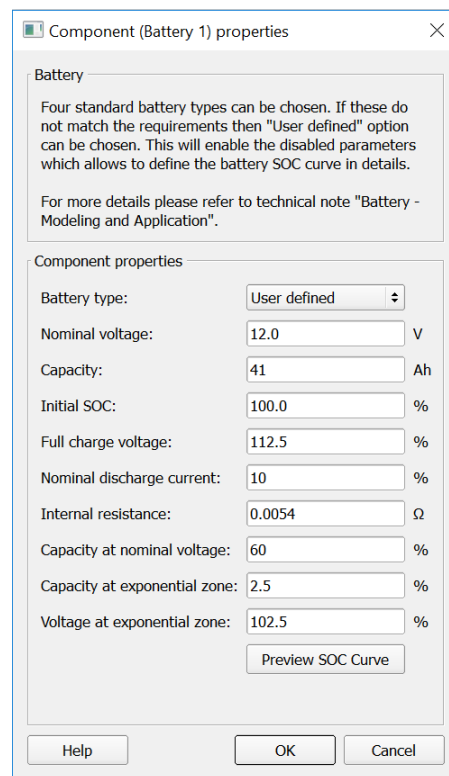 Component (Battery 1) properties
Battery
Four standard battery types can be chosen. If these do
not match the requirements then "User defined" option
can be chosen. This will enable the disabled parameters
which allows to define the battery SOC curve in details.
For more details please refer to technical note "Battery -
Modeling and Application".
Component properties
Battery type: User defined
Nominal voltage: 12.0 V
Capacity: 41 Ah
Initial SOC: 100.0 %
Full charge voltage: 112.5 %
Nominal discharge current: 10 %
Internal resistance: 0.0054 Ω
Capacity at nominal voltage: 60 %
Capacity at exponential zone: 2.5 %
Voltage at exponential zone: 102.5 %
Preview SOC Curve
Help OK Cancel